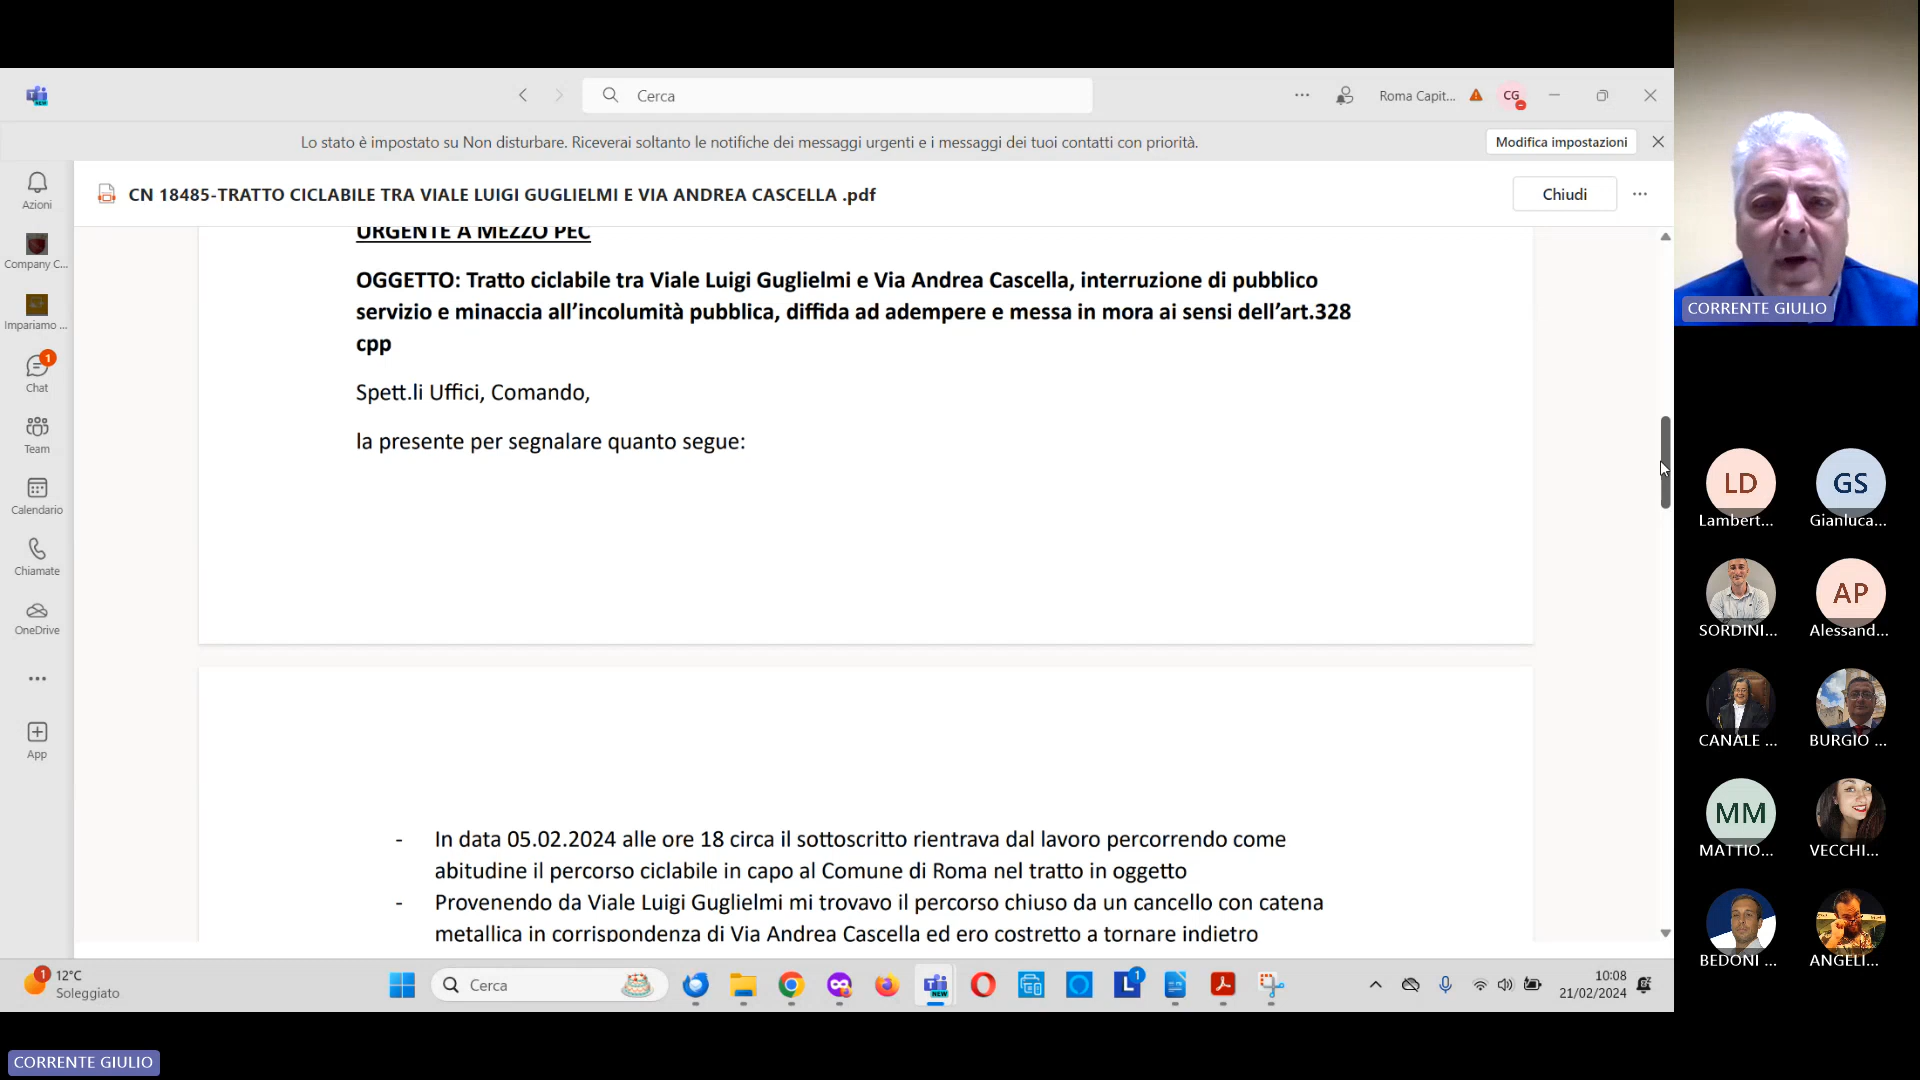 Cerca
Roma Capit...
CG
Lo stato è impostato su Non disturbare. Riceverai soltanto le notifiche dei messaggi urgenti e i messaggi dei tuoi contatti con priorità.
Modifica impostazioni
CN 18485-TRATTO CICLABILE TRA VIALE LUIGI GUGLIELMI E VIA ANDREA CASCELLA .pdf
Chiudi
Azioni
Company C...
Impariamo ...
1
Chat
Team
Calendario
Chiamate
OneDrive
App
URGENTE A MEZZO PEC
OGGETTO: Tratto ciclabile tra Viale Luigi Guglielmi e Via Andrea Cascella, interruzione di pubblico
servizio e minaccia all’incolumità pubblica, diffida ad adempere e messa in mora ai sensi dell’art.328
cpp
Spett.li Uffici, Comando,
la presente per segnalare quanto segue:
- In data 05.02.2024 alle ore 18 circa il sottoscritto rientrava dal lavoro percorrendo come
abitudine il percorso ciclabile in capo al Comune di Roma nel tratto in oggetto
- Provenendo da Viale Luigi Guglielmi mi trovavo il percorso chiuso da un cancello con catena
metallica in corrispondenza di Via Andrea Cascella ed ero costretto a tornare indietro
CORRENTE GIULIO
LD
Lambert...
GS
Gianluca...
SORDINI...
AP
Alessand...
CANALE ...
BURGIO ...
MM
MATTIO...
VECCHI...
BEDONI ...
ANGELI...
1
12°C
Soleggiato
Cerca
NEW
L
1
10:08
21/02/2024
CORRENTE GIULIO